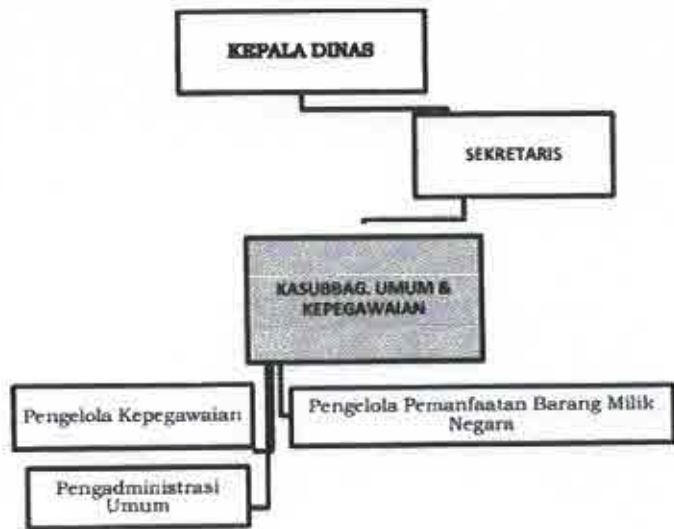 KEPALA DINAS
SEKRETARIS
KASUBBAG. UMUM &
KEPEGAWAIAN
Pengelola Kepegawaian
Pengelola Pemanfaatan Barang Milik
Negara
Pengadministrasi
Umum